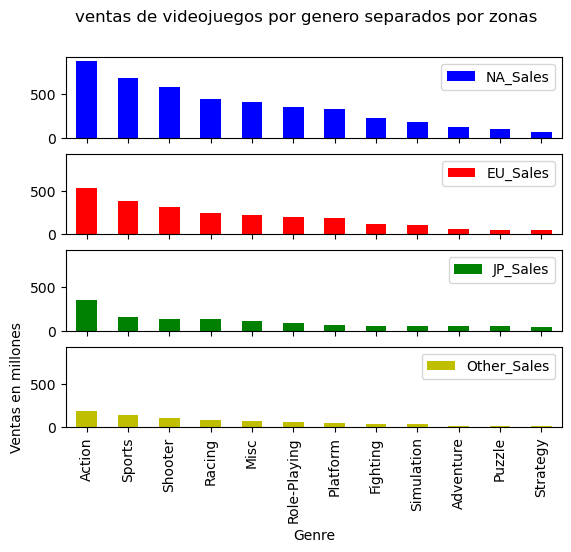 ventas de videojuegos por genero separados por zonas
500
0
NA_Sales
500
0
EU_Sales
500
0
JP_Sales
500
0
Other_Sales
Ventas en millones
Action
Sports
Shooter
Racing
Misc
Role-Playing
Platform
Fighting
Simulation
Adventure
Puzzle
Strategy
Genre